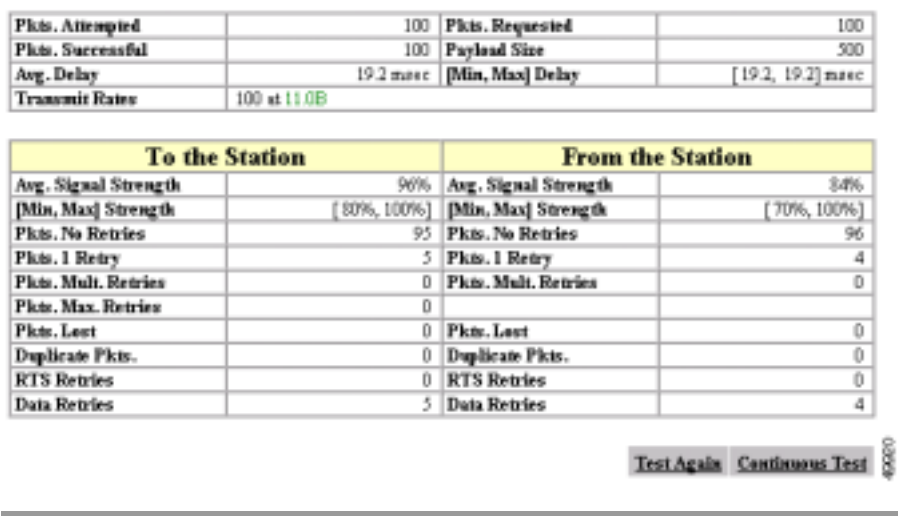 Pkts. Attempted 100 Pkts. Requested 100
Pkts. Successful 100 Payload Size 500
Avg. Delay 19.2 msec [Min, Max] Delay [19.2, 19.2] msec
Transmit Rates 100 at 11.0B
To the Station From the Station
Avg. Signal Strength 96% Avg. Signal Strength 84%
[Min, Max] Strength [80%, 100%] [Min, Max] Strength [70%, 100%]
Pkts. No Retries 95 Pkts. No Retries 96
Pkts. 1 Retry 5 Pkts. 1 Retry 4
Pkts. Mult. Retries 0 Pkts. Mult. Retries 0
Pkts. Max. Retries 0
Pkts. Lost 0 Pkts. Lost 0
Duplicate Pkts. 0 Duplicate Pkts. 0
RTS Retries 0 RTS Retries 0
Data Retries 5 Data Retries 4
Test Again Continuous Test